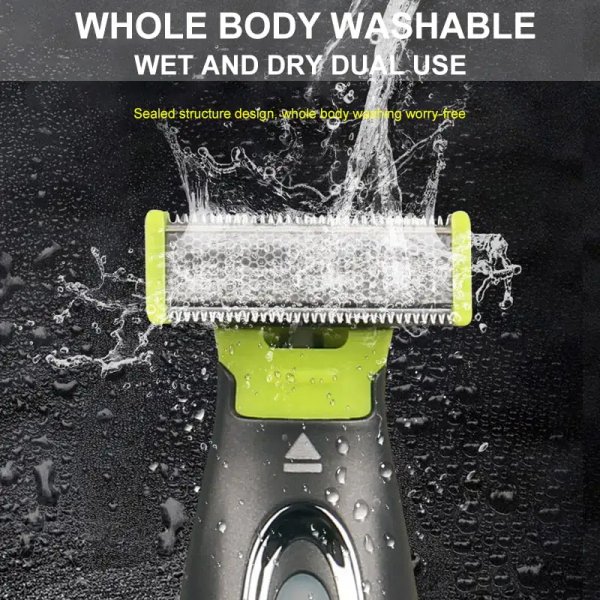 WHOLE BODY WASHABLE
WET AND DRY DUAL USE
Sealed structure design, whole body washing worry-free